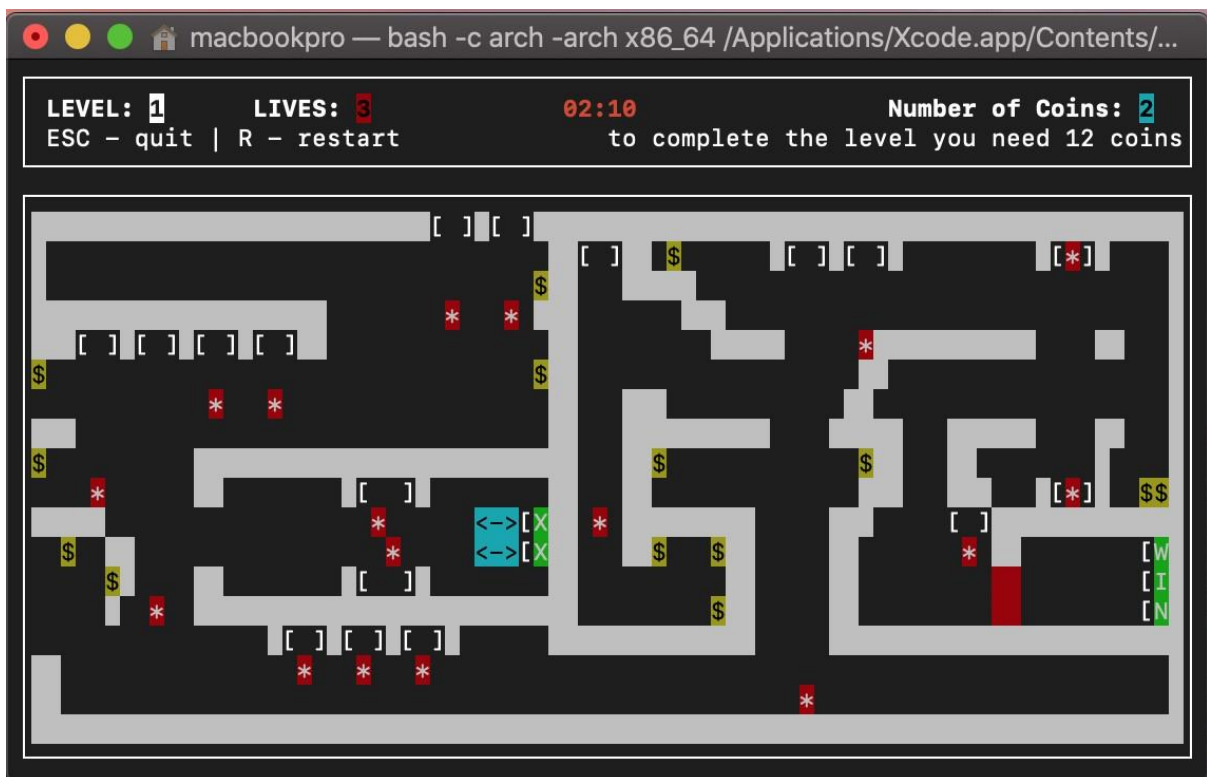 macbookpro — bash -c arch -arch x86_64 /Applications/Xcode.app/Contents/...
LEVEL: 1 LIVES: 3 02:10 Number of Coins: 2
ESC – quit | R – restart to complete the level you need 12 coins
[ ] [ ]
[ ] $ [ ] [ ] [*]
$
* *
[ ] [ ] [ ] [ ] *
$ $
* *
$ $ $
* [ ] [*] $$
* <-> [X * [ ]
$ * <-> [X $ $ * [W
$ [ ] [I
* $ [N
[ ] [ ] [ ]
* * *
*